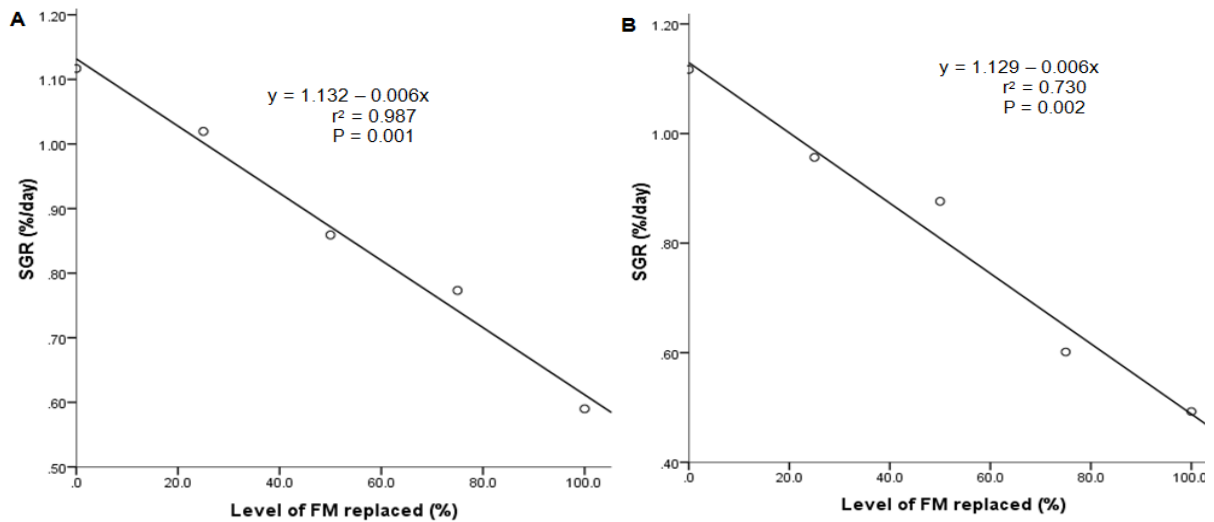 A
1.20
1.10
1.00
.90
.80
.70
.60
.50
SGR (%/day)
y = 1.132 – 0.006x
r² = 0.987
P = 0.001
.0
20.0
40.0
60.0
80.0
100.0
Level of FM replaced (%)
B
1.20
1.00
.80
.60
.40
SGR (%/day)
y = 1.129 – 0.006x
r² = 0.730
P = 0.002
.0
20.0
40.0
60.0
80.0
100.0
Level of FM replaced (%)